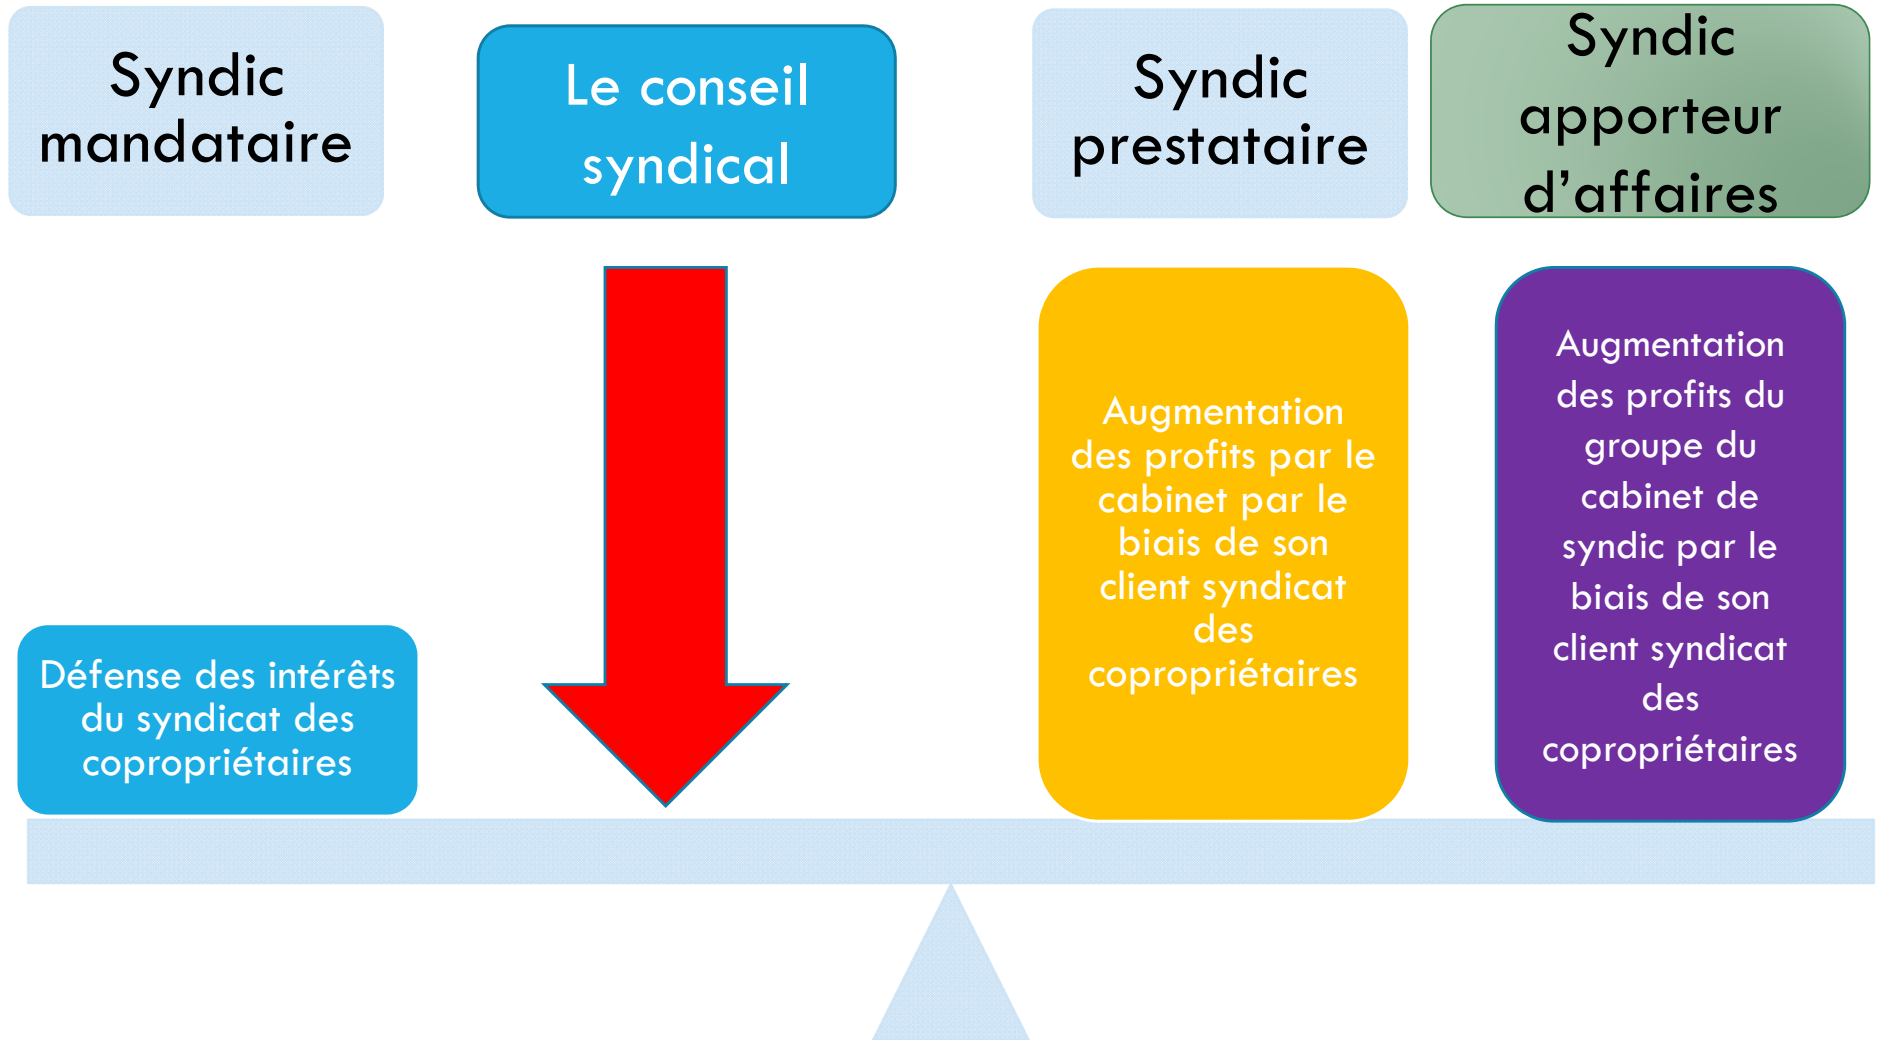 Syndic
mandataire
Le conseil
syndical
Syndic
prestataire
Syndic
apporteur
d’affaires
Défense des intérêts
du syndicat des
copropriétaires
Augmentation
des profits par le
cabinet par le
biais de son
client syndicat
des
copropriétaires
Augmentation
des profits du
groupe du
cabinet de
syndic par le
biais de son
client syndicat
des
copropriétaires